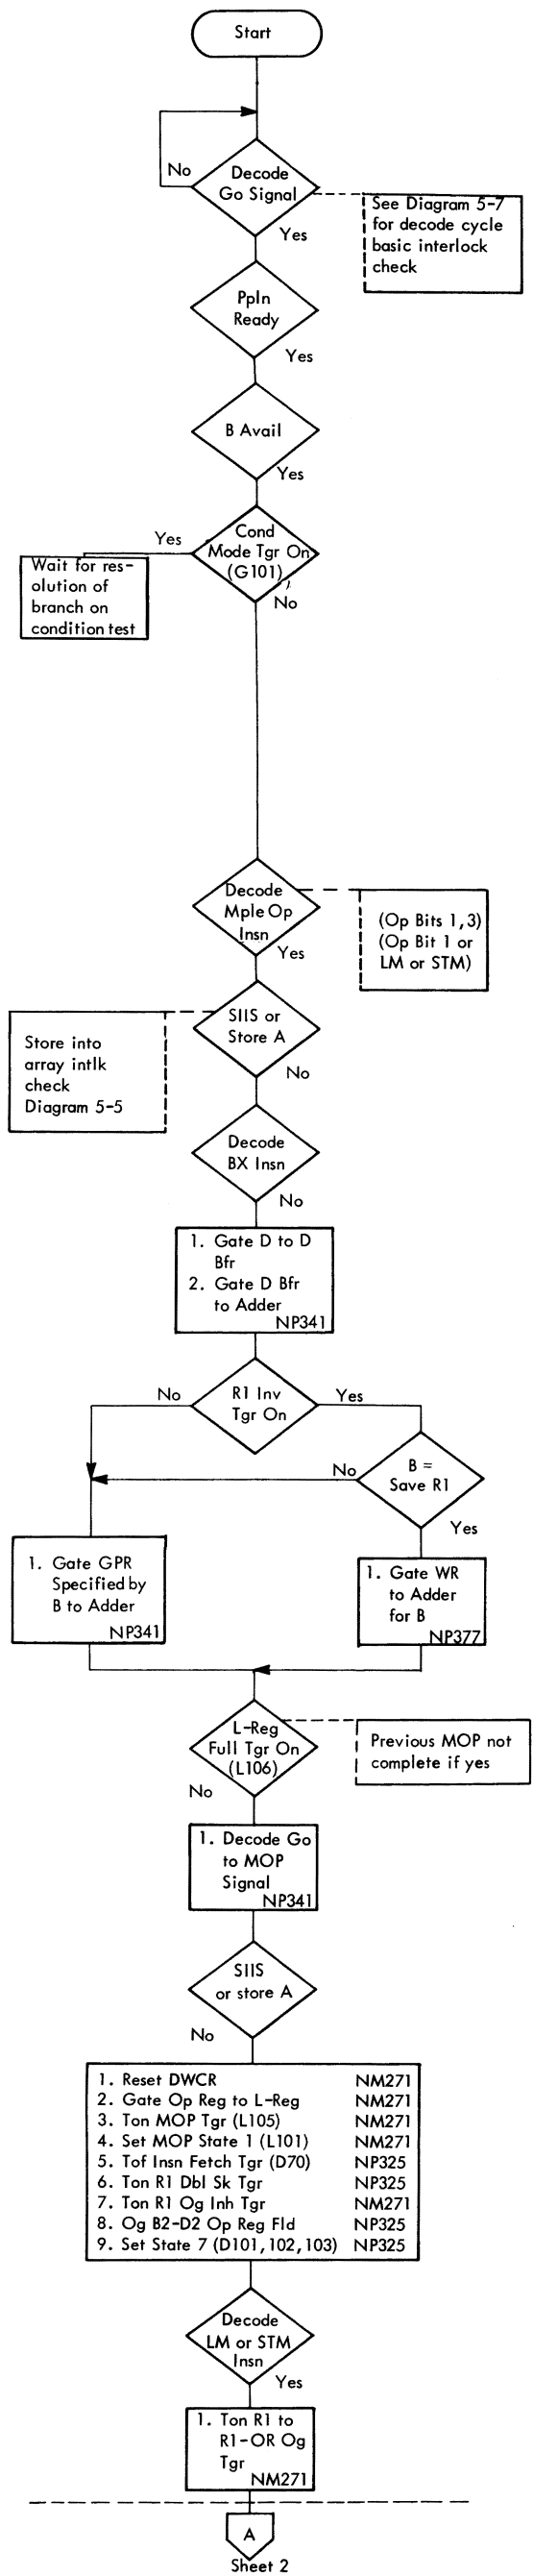 Start
No
Decode
Go Signal
Yes
See Diagram 5-7
for decode cycle
basic interlock
check
Ppln
Ready
Yes
B Avail
Yes
Yes
Cond
Mode Tgr On
(G101)
No
Wait for res-
olution of
branch on
condition test
Decode
Mple Op
Insn
Yes
(Op Bits 1,3)
(Op Bit 1 or
LM or STM)
SIIS or
Store A
No
Store into
array intlk
check
Diagram 5-5
Decode
BX Insn
No
1. Gate D to D
Bfr
2. Gate D Bfr
to Adder
NP341
No
R1 Inv
Tgr On
Yes
No
B =
Save R1
Yes
1. Gate GPR
Specified by
B to Adder
NP341
1. Gate WR
to Adder
for B
NP377
L-Reg
Full Tgr On
(L106)
No
Previous MOP not
complete if yes
1. Decode Go
to MOP
Signal
NP341
SIIS
or store A
No
1. Reset DWCR NM271
2. Gate Op Reg to L-Reg NM271
3. Ton MOP Tgr (L105) NM271
4. Set MOP State 1 (L101) NM271
5. Tof Insn Fetch Tgr (D70) NP325
6. Ton R1 Dbl Sk Tgr NP325
7. Ton R1 Og Inh Tgr NM271
8. Og B2-D2 Op Reg Fld NP325
9. Set State 7 (D101,102,103) NP325
Decode
LM or STM
Insn
Yes
1. Ton R1 to
R1-OR Og
Tgr
NM271
A
Sheet 2